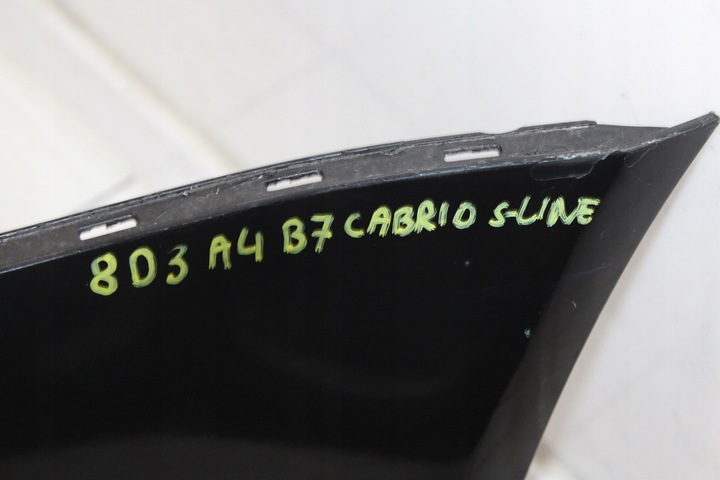 8D3 A4 B7 CABRIO S-LINE